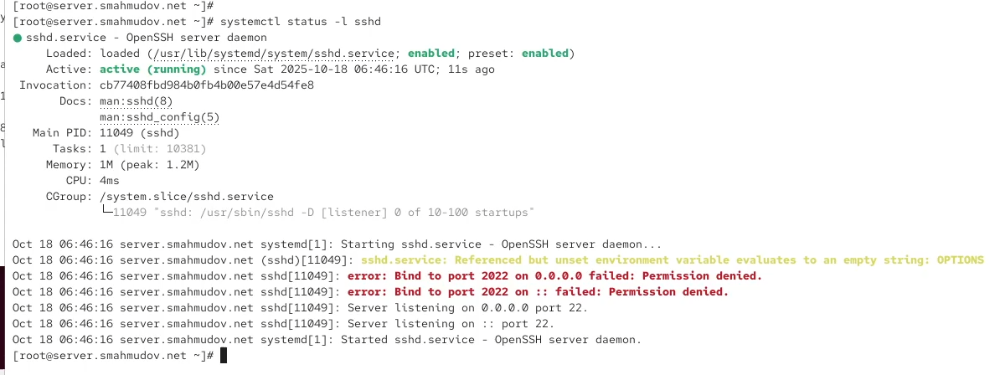 [root@server.smahmudov.net ~]#
[root@server.smahmudov.net ~]# systemctl status -l sshd
● sshd.service - OpenSSH server daemon
Loaded: loaded (/usr/lib/systemd/system/sshd.service; enabled; preset: enabled)
Active: active (running) since Sat 2025-10-18 06:46:16 UTC; 11s ago
Invocation: cb77408fbd984b0fb4b00e57e4d54fe8
Docs: man:sshd(8)
man:sshd_config(5)
Main PID: 11049 (sshd)
Tasks: 1 (limit: 10381)
Memory: 1M (peak: 1.2M)
CPU: 4ms
CGroup: /system.slice/sshd.service
└─11049 "sshd: /usr/sbin/sshd -D [listener] 0 of 10-100 startups"
Oct 18 06:46:16 server.smahmudov.net systemd[1]: Starting sshd.service - OpenSSH server daemon...
Oct 18 06:46:16 server.smahmudov.net (sshd)[11049]: sshd.service: Referenced but unset environment variable evaluates to an empty string: OPTIONS
Oct 18 06:46:16 server.smahmudov.net sshd[11049]: error: Bind to port 2022 on 0.0.0.0 failed: Permission denied.
Oct 18 06:46:16 server.smahmudov.net sshd[11049]: error: Bind to port 2022 on :: failed: Permission denied.
Oct 18 06:46:16 server.smahmudov.net sshd[11049]: Server listening on 0.0.0.0 port 22.
Oct 18 06:46:16 server.smahmudov.net sshd[11049]: Server listening on :: port 22.
Oct 18 06:46:16 server.smahmudov.net systemd[1]: Started sshd.service - OpenSSH server daemon.
[root@server.smahmudov.net ~]#